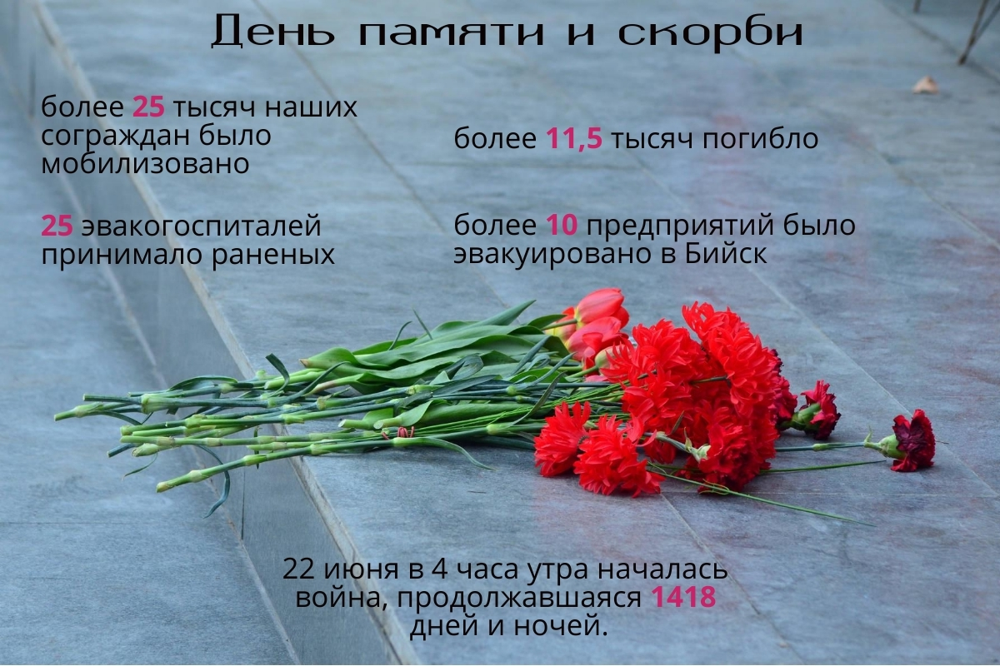 День памяти и скорби
более 25 тысяч наших
сограждан было
мобилизовано
более 11,5 тысяч погибло
25 эвакогоспиталей
принимало раненых
более 10 предприятий было
эвакуировано в Бийск
22 июня в 4 часа утра началась
война, продолжавшаяся 1418
дней и ночей.